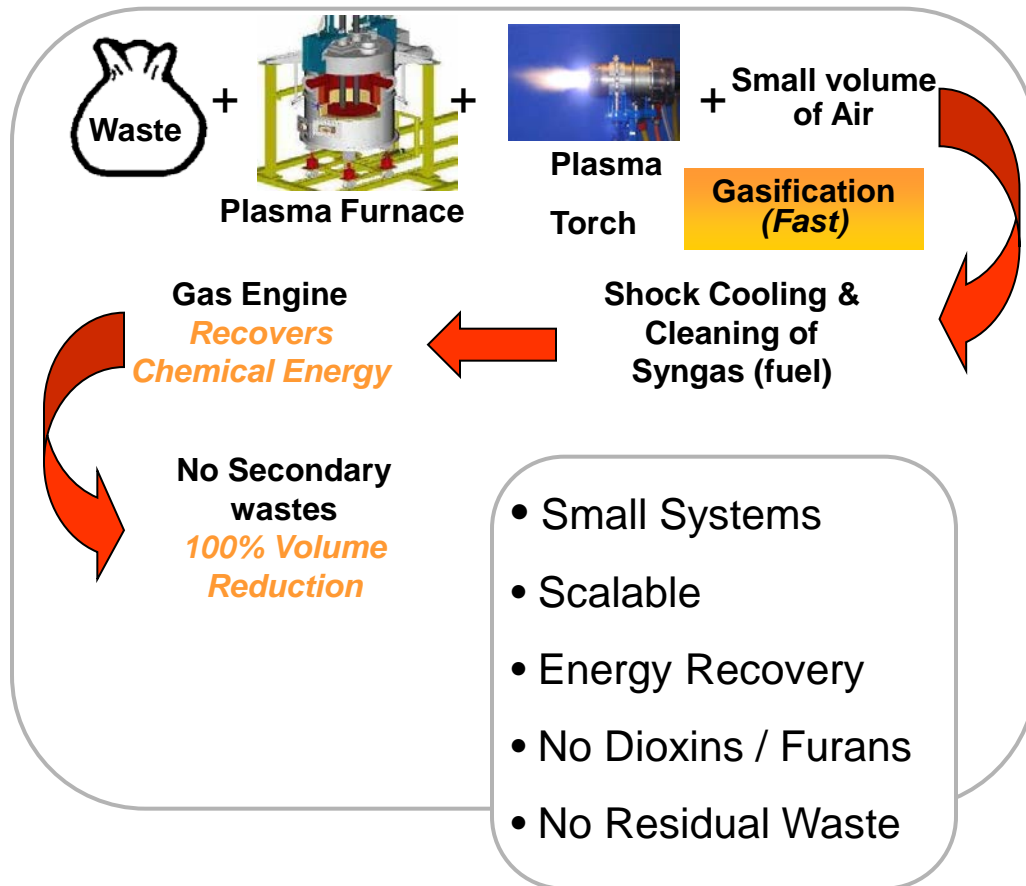 Waste
+
+
+
Small volume
of Air
Plasma Furnace
Plasma
Torch
Gasification
(Fast)
Gas Engine
Recovers
Chemical Energy
Shock Cooling &
Cleaning of
Syngas (fuel)
No Secondary
wastes
100% Volume
Reduction
• Small Systems
• Scalable
• Energy Recovery
• No Dioxins / Furans
• No Residual Waste